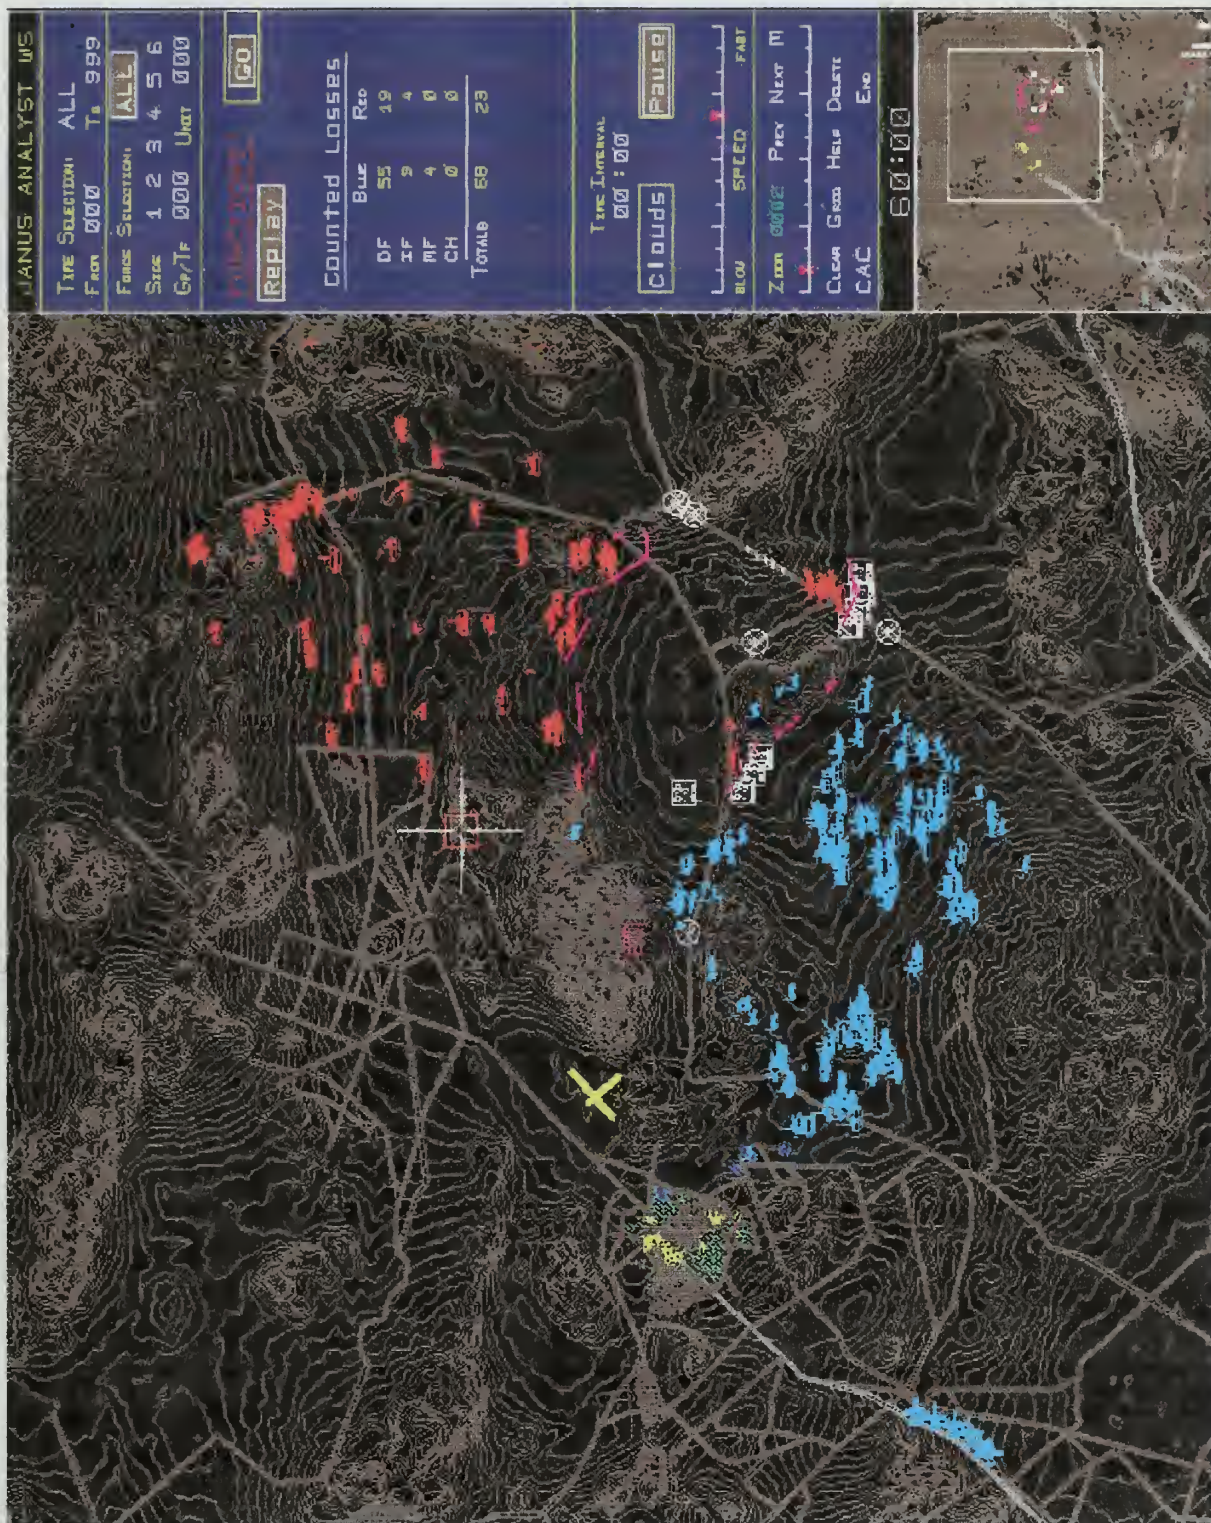 JANUS ANALYST WS
TIME SELECTION: ALL
FROM 000 TO 999
FORCE SELECTION: ALL
SIDE 1 2 3 4 5 6
GP/TF 000 UNIT 000
GO
Replay
COUNTED LOSSES
BLUE RED
DF 55 19
IF 9 4
MF 4 0
CH 0 0
TOTALS 68 23
TIME INTERVAL
00:00
Clouds Pause
SLOW SPEED FAST
ZOOM 0002 PREV NEXT M
CLEAR GRID HELP DELETE
CAC END
60:00